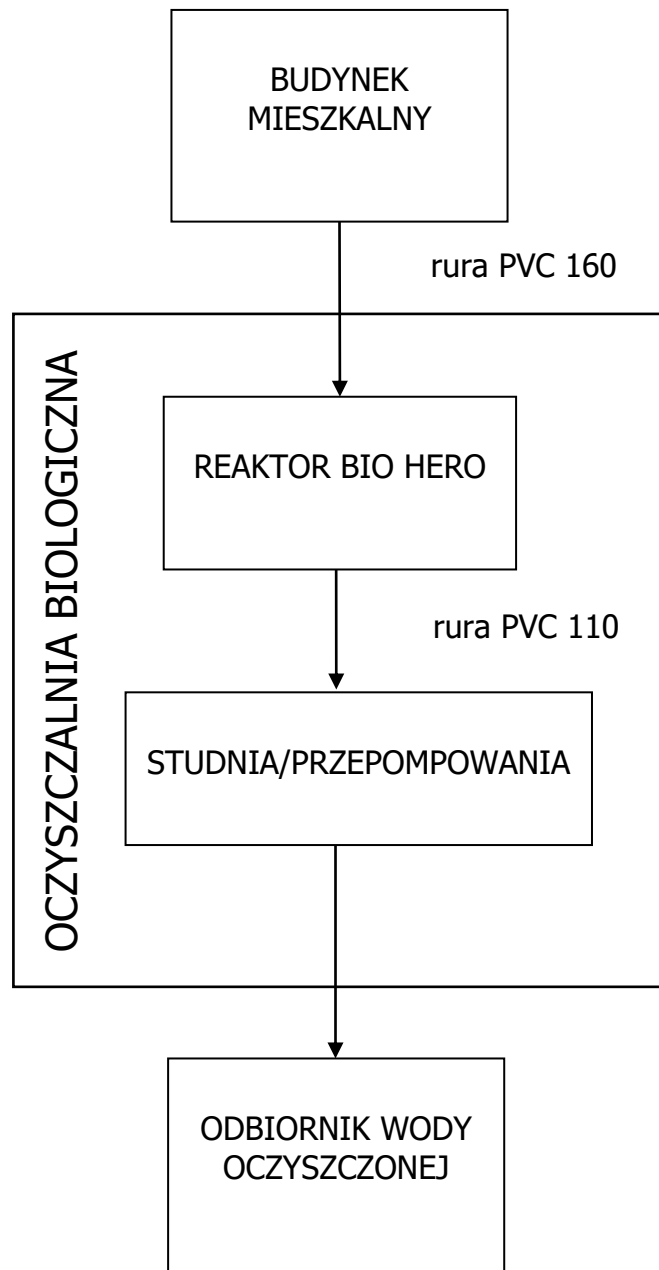 BUDYNEK
MIESZKALNY
rura PVC 160
OCZYSZCZALNIA BIOLOGICZNA
REAKTOR BIO HERO
rura PVC 110
STUDNIA/PRZEPOMPOWANIA
ODBIORNIK WODY
OCZYSZCZONEJ